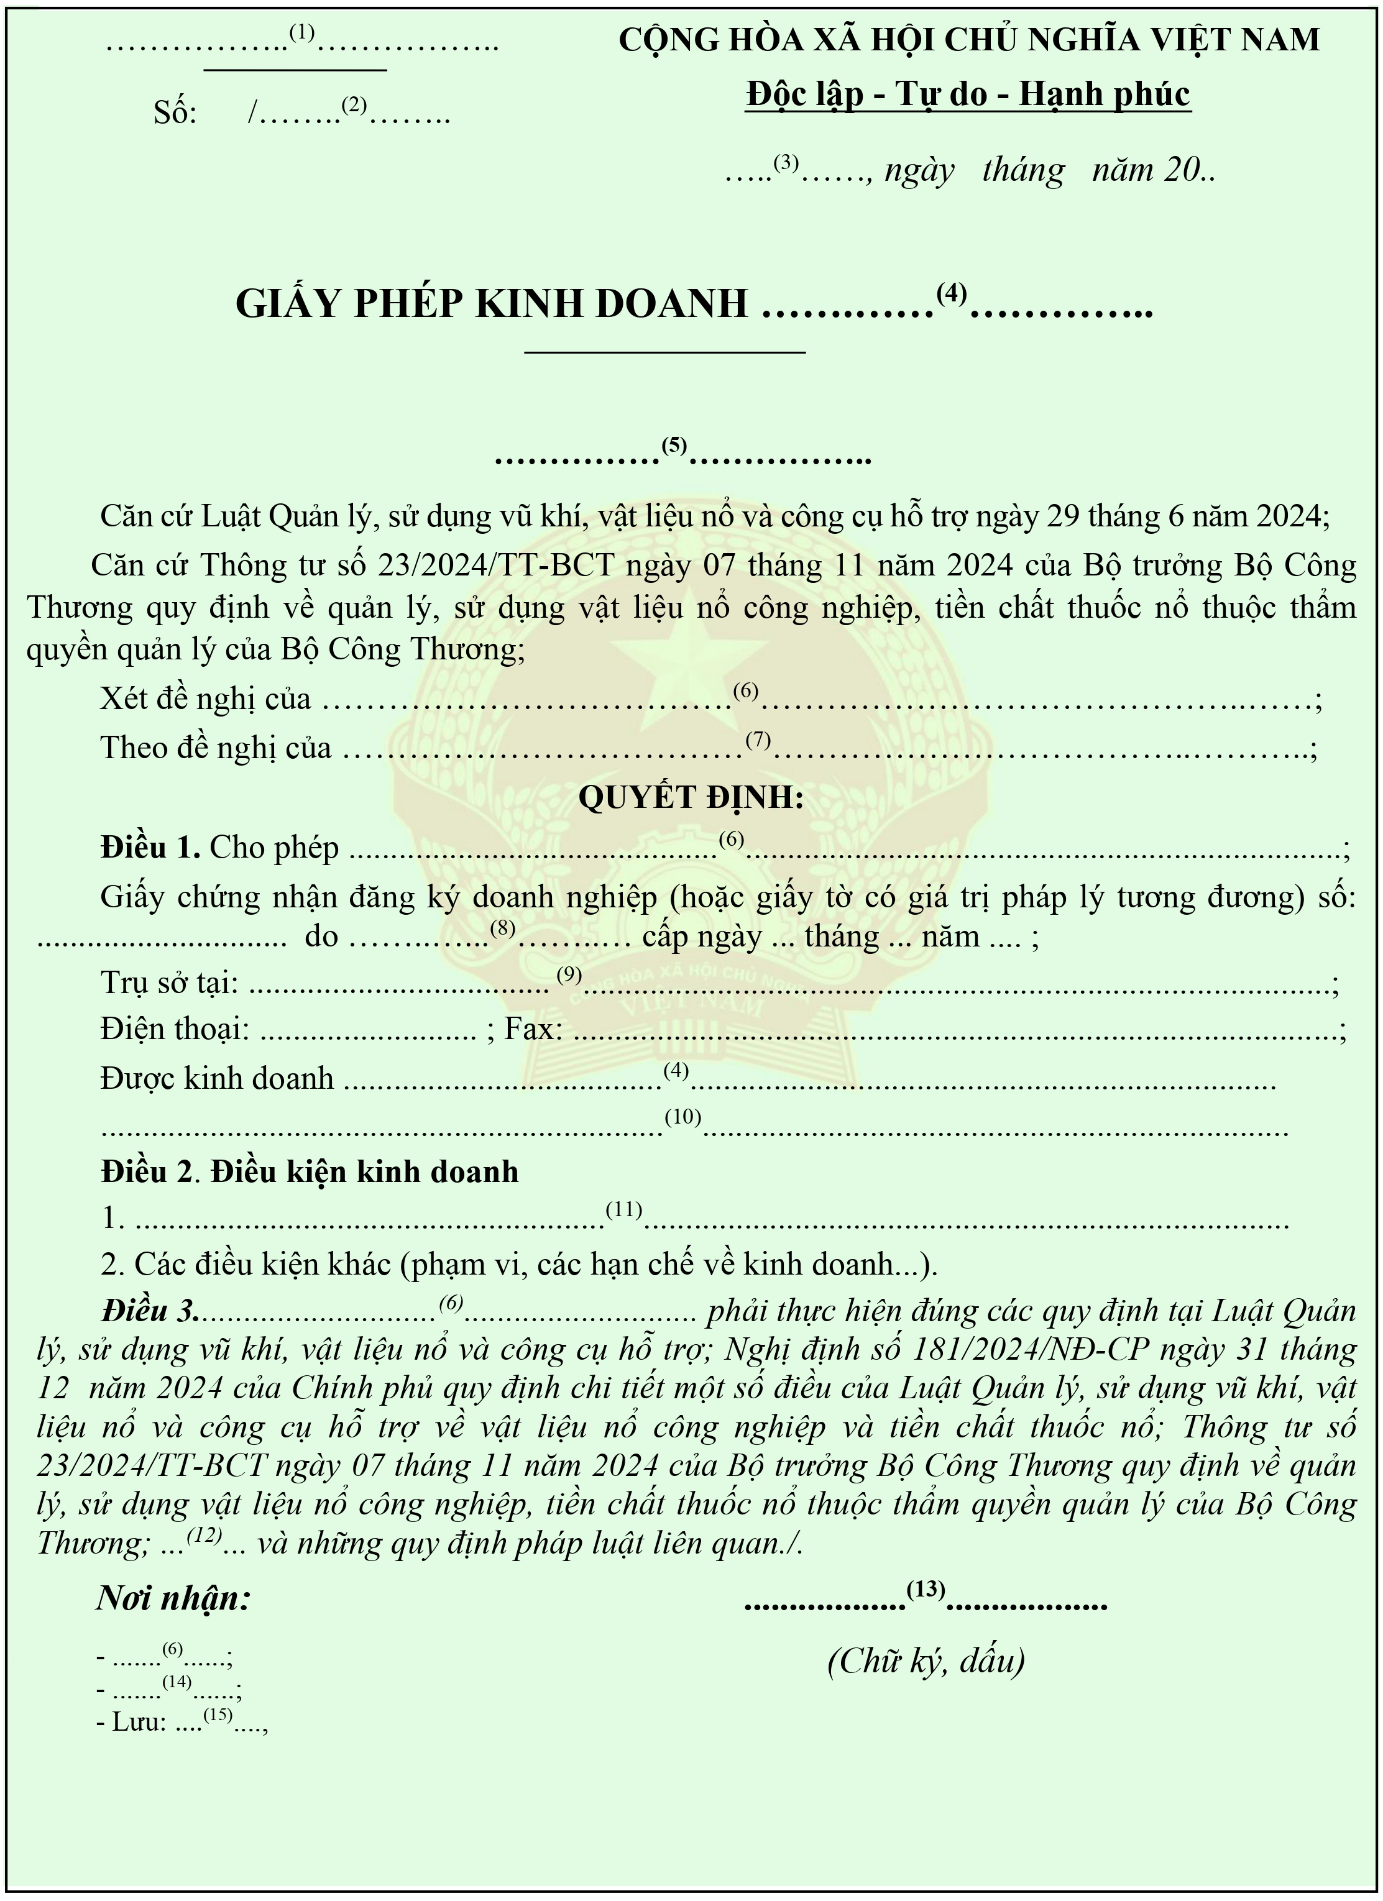 ……………..(1)……………..
CỘNG HÒA XÃ HỘI CHỦ NGHĨA VIỆT NAM
Độc lập - Tự do - Hạnh phúc
Số: /……..(2)……..
…..(3)……, ngày tháng năm 20..
GIẤY PHÉP KINH DOANH …….……(4)…………..
……………(5)……………..
Căn cứ Luật Quản lý, sử dụng vũ khí, vật liệu nổ và công cụ hỗ trợ ngày 29 tháng 6 năm 2024;
Căn cứ Thông tư số 23/2024/TT-BCT ngày 07 tháng 11 năm 2024 của Bộ trưởng Bộ Công
Thương quy định về quản lý, sử dụng vật liệu nổ công nghiệp, tiền chất thuốc nổ thuộc thẩm
quyền quản lý của Bộ Công Thương;
Xét đề nghị của ……………………………….(6)……………………………………..……;
Theo đề nghị của ………………………………(7)………………………………..………..;
QUYẾT ĐỊNH:
Điều 1. Cho phép ............................................(6).......................................................................;
Giấy chứng nhận đăng ký doanh nghiệp (hoặc giấy tờ có giá trị pháp lý tương đương) số:
.............................. do ……..…..(8)……..… cấp ngày ... tháng ... năm .... ;
Trụ sở tại: .................................... (9).........................................................................................;
Điện thoại: .......................... ; Fax: ...........................................................................................;
Được kinh doanh ......................................(4)......................................................................
...................................................................(10)......................................................................
Điều 2. Điều kiện kinh doanh
1. ........................................................(11).............................................................................
2. Các điều kiện khác (phạm vi, các hạn chế về kinh doanh...).
Điều 3.............................(6)............................ phải thực hiện đúng các quy định tại Luật Quản
lý, sử dụng vũ khí, vật liệu nổ và công cụ hỗ trợ; Nghị định số 181/2024/NĐ-CP ngày 31 tháng
12 năm 2024 của Chính phủ quy định chi tiết một số điều của Luật Quản lý, sử dụng vũ khí, vật
liệu nổ và công cụ hỗ trợ về vật liệu nổ công nghiệp và tiền chất thuốc nổ; Thông tư số
23/2024/TT-BCT ngày 07 tháng 11 năm 2024 của Bộ trưởng Bộ Công Thương quy định về quản
lý, sử dụng vật liệu nổ công nghiệp, tiền chất thuốc nổ thuộc thẩm quyền quản lý của Bộ Công
Thương; ...(12)... và những quy định pháp luật liên quan./.
Nơi nhận:
..................(13)..................
- .......(6)......;
(Chữ ký, dấu)
- .......(14)......;
- Lưu: ....(15)....,
CỘNG HÒA XÃ HỘI CHỦ NGHĨA
VIỆT NAM